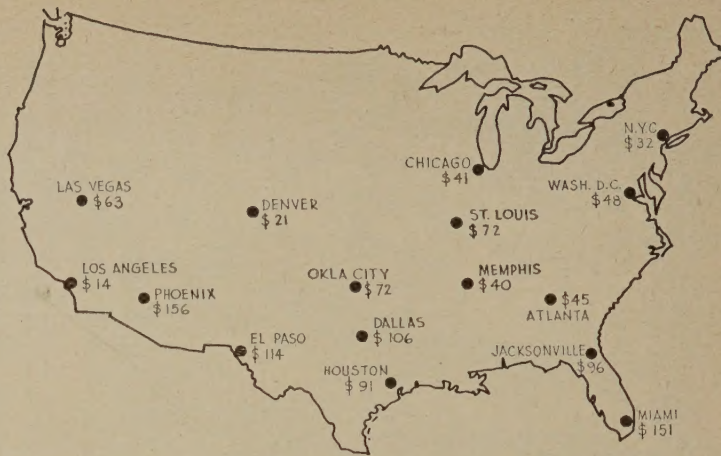 N.Y.C
$32
CHICAGO
$41
WASH. D.C.
$48
LAS VEGAS
$63
DENVER
$ 21
ST. LOUIS
$ 72
LOS ANGELES
$ 14
PHOENIX
$ 156
OKLA CITY
$ 72
MEMPHIS
$ 40
$45
ATLANTA
DALLAS
$ 106
EL PASO
$ 114
JACKSONVILLE
$96
HOUSTON
$ 91
MIAMI
$ 151